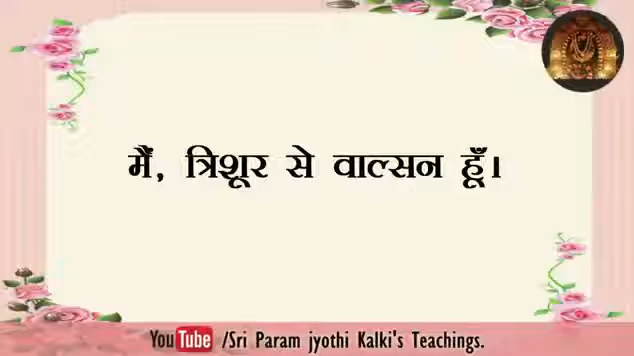 मैं, त्रिशूर से वाल्सन हूँ।
YouTube /Sri Param jyothi Kalki's Teachings.